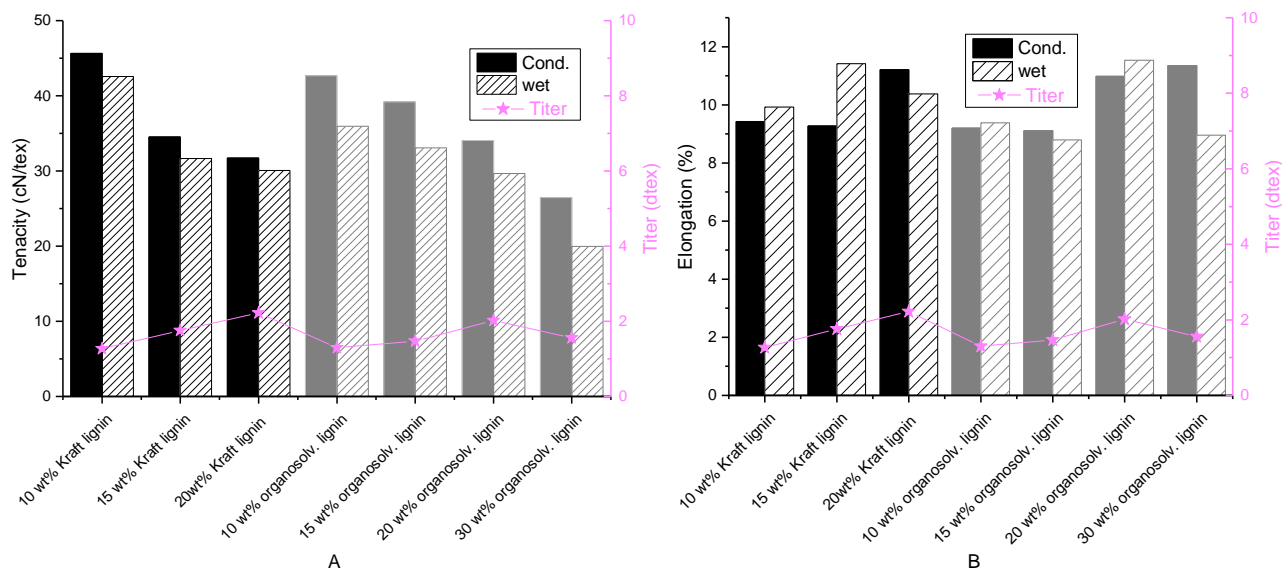 50
40
30
20
10
0
Tenacity (cN/tex)
Cond.
wet
Titer
10
8
6
4
2
0
Titer (dtex)
10 wt% Kraft lignin
15 wt% Kraft lignin
20wt% Kraft lignin
10 wt% organosolv. lignin
15 wt% organosolv. lignin
20 wt% organosolv. lignin
30 wt% organosolv. lignin
A
12
10
8
6
4
2
0
Elongation (%)
Cond.
wet
Titer
10
8
6
4
2
0
Titer (dtex)
10 wt% Kraft lignin
15 wt% Kraft lignin
20wt% Kraft lignin
10 wt% organosolv. lignin
15 wt% organosolv. lignin
20 wt% organosolv. lignin
30 wt% organosolv. lignin
B